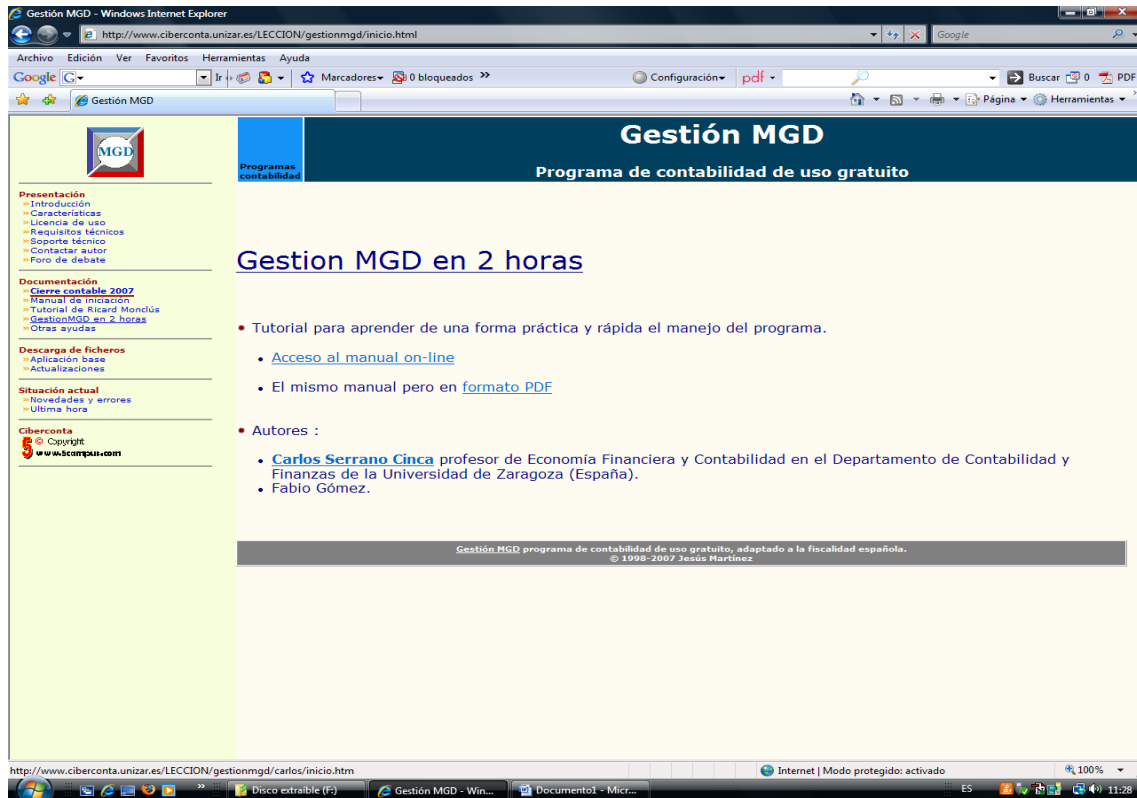 Gestión MGD - Windows Internet Explorer
http://www.ciberconta.unizar.es/LECCION/gestionmgd/inicio.html
Google
Archivo Edición Ver Favoritos Herramientas Ayuda
Google G Ir Marcadores 0 bloqueados Configuración pdf Buscar 0 PDF
Gestión MGD Página Herramientas
MGD
Programas
contabilidad
Gestión MGD
Programa de contabilidad de uso gratuito
Presentación
Introducción
Características
Licencia de uso
Requisitos técnicos
Soporte técnico
Contactar autor
Foro de debate
Documentación
Cierre contable 2007
Manual de iniciación
Tutorial de Ricard Monclús
GestionMGD en 2 horas
Otras ayudas
Descarga de ficheros
Aplicación base
Actualizaciones
Situación actual
Novedades y errores
Ultima hora
Ciberconta
5 © Copyright
www.5campus.com
Gestion MGD en 2 horas
Tutorial para aprender de una forma práctica y rápida el manejo del programa.
Acceso al manual on-line
El mismo manual pero en formato PDF
Autores :
Carlos Serrano Cinca profesor de Economía Financiera y Contabilidad en el Departamento de Contabilidad y
Finanzas de la Universidad de Zaragoza (España).
Fabio Gómez.
Gestión MGD programa de contabilidad de uso gratuito, adaptado a la fiscalidad española.
© 1998-2007 Jesús Martínez
http://www.ciberconta.unizar.es/LECCION/gestionmgd/carlos/inicio.htm Internet | Modo protegido: activado 100%
Disco extraíble (F:) Gestión MGD - Win... Documento1 - Micr... ES 11:28